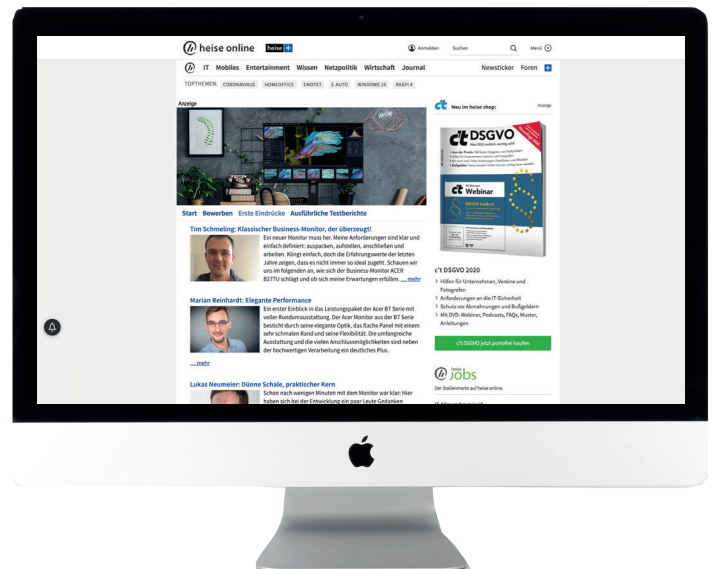 heise online heise +
Anmelden Suchen Menü
IT Mobiles Entertainment Wissen Netzpolitik Wirtschaft Journal Newsticker Foren +
TOPTHEMEN: CORONAVIRUS HOMEOFFICE EMOTET E-AUTO WINDOWS 10 RASPI 4
Anzeige
Start Bewerben Erste Eindrücke Ausführliche Testberichte
Tim Schmeling: Klassischer Business-Monitor, der überzeugt!
Ein neuer Monitor muss her. Meine Anforderungen sind klar und
einfach definiert: auspacken, aufstellen, anschließen und
arbeiten. Klingt einfach, doch die Erfahrungswerte der letzten
Jahre zeigen, dass es nicht immer so ideal zugeht. Schauen wir
uns im folgenden an, wie sich der Business-Monitor ACER
B277U schlägt und ob sich meine Erwartungen erfüllen. ... mehr
Marian Reinhardt: Elegante Performance
Ein erster Einblick in das Leistungspaket der Acer B7 Serie mit
voller Rundumausstattung. Der Acer Monitor aus der B7 Serie
besticht durch seine elegante Optik, das flache Panel mit einem
sehr schmalen Rand und seine Flexibilität. Die umfangreiche
Ausstattung und die vielen Anschlussmöglichkeiten sind neben
der hochwertigen Verarbeitung ein deutliches Plus.
... mehr
Lukas Neumeier: Dünne Schale, praktischer Kern
Schon nach wenigen Minuten mit dem Monitor war klar: Hier
haben sich bei der Entwicklung ein paar Leute Gedanken
c't Neu im heise shop: Anzeige
c't DSGVO
c't Webinar
c't DSGVO 2020
Hilfen für Unternehmen, Vereine und
Fotografen
Anforderungen an die IT-Sicherheit
Schutz vor Abmahnungen und Bußgeldern
Mit DVD: Webinar, Podcasts, FAQs, Muster,
Anleitungen
c't DSGVO jetzt portofrei kaufen
heise
jobs
Der Stellenmarkt auf heise online.